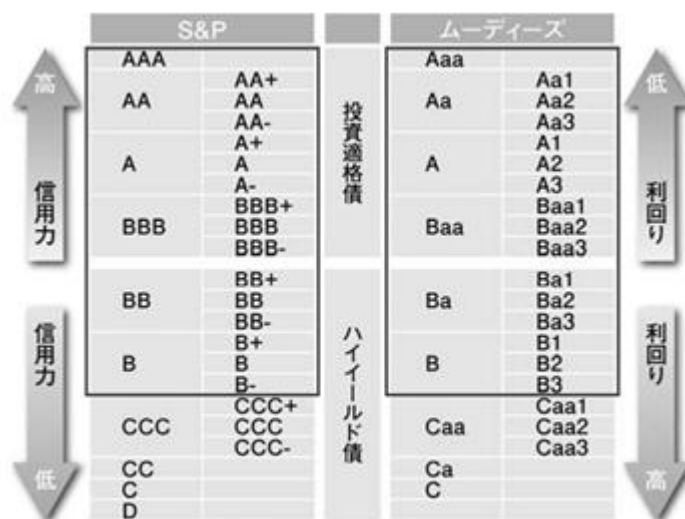 S&P ムーディーズ
高
信用力
信用力
低
AAA
AA
AA+
AA
AA-
A
A+
A
A-
BBB
BBB+
BBB
BBB-
BB
BB+
BB
BB-
B
B+
B
B-
CCC
CCC+
CCC
CCC-
CC
C
D
投資適格債
ハイイールド債
Aaa
Aa
Aa1
Aa2
Aa3
A
A1
A2
A3
Baa
Baa1
Baa2
Baa3
Ba
Ba1
Ba2
Ba3
B
B1
B2
B3
Caa
Caa1
Caa2
Caa3
Ca
C
低
利回り
利回り
高